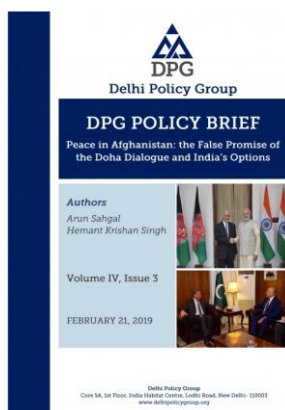 DPG
Delhi Policy Group
DPG POLICY BRIEF
Peace in Afghanistan: the False Promise of
the Doha Dialogue and India's Options
Authors
Arun Sahgal
Hemant Krishan Singh
Volume IV, Issue 3
FEBRUARY 21, 2019
Delhi Policy Group
Core 5A, 1st Floor, India Habitat Centre, Lodhi Road, New Delhi- 110003
www.delhipolicygroup.org